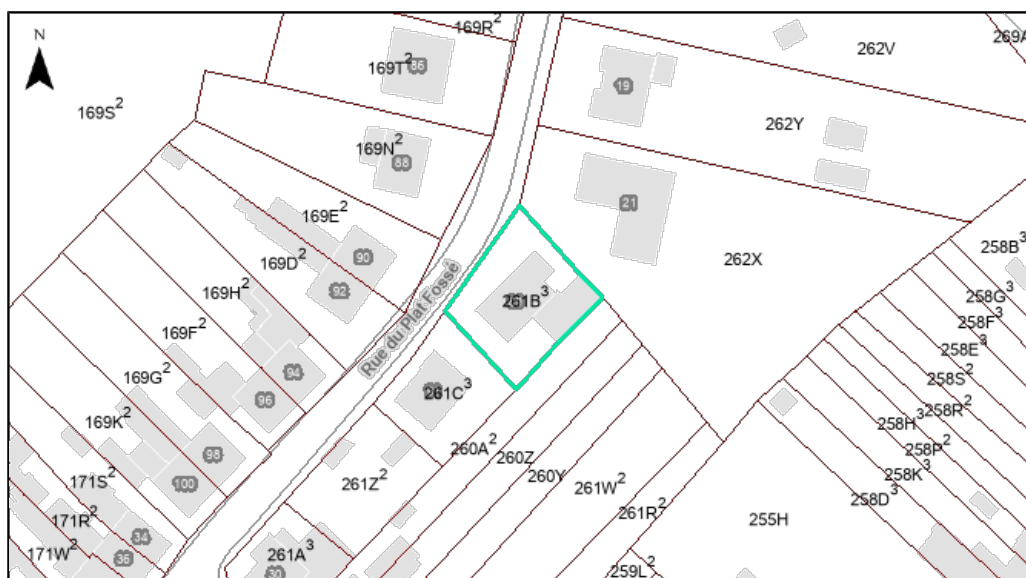 N
169R²
262V
269A
169T²
86
19
169S²
262Y
169N²
88
21
169E²
90
258B³
169D²
262X
92
169H²
258G³
261B³
Rue du Plat Fossé
258F³
169F²
258E³
94
169G²
258S²
96
261C³
258R²
169K²
258H³
98
260A²
258P²
260Z
171S²
100
260Y
258K³
261Z²
261W²
258D³
171R²
261R²
255H
34
171W²
36
261A³
30
259L²